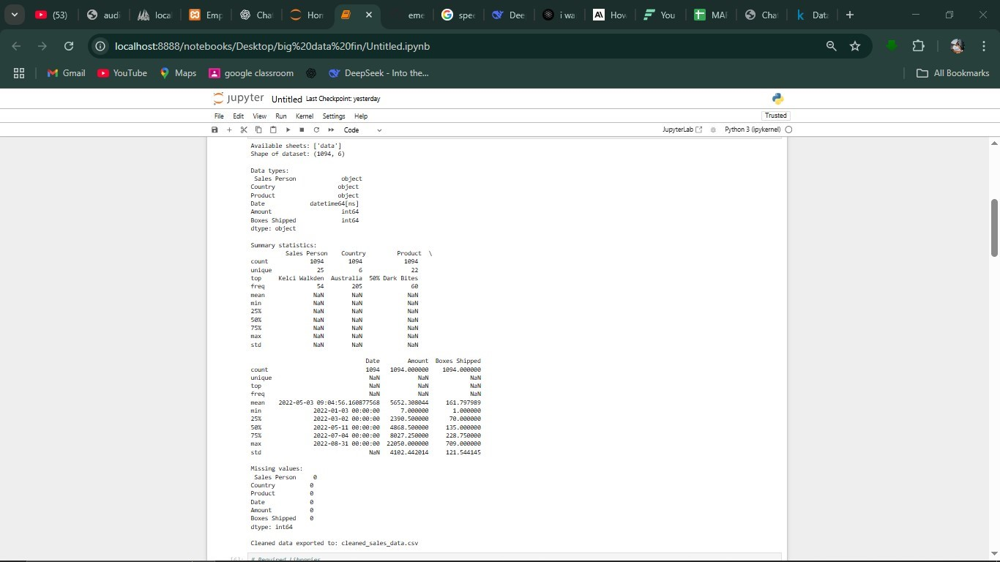 (53) audi local Emp Cha Hon eme spec Dee i wa How You MAI Cha Data
localhost:8888/notebooks/Desktop/big%20data%20fin/Untitled.ipynb
Gmail YouTube Maps google classroom DeepSeek - Into the... All Bookmarks
jupyter Untitled Last Checkpoint: yesterday
File Edit View Run Kernel Settings Help Trusted
Code JupyterLab Python 3 (ipykernel)
Available sheets: ['data']
Shape of dataset: (1094, 6)
Data types:
Sales Person object
Country object
Product object
Date datetime64[ns]
Amount int64
Boxes Shipped int64
dtype: object
Summary statistics:
Sales Person Country Product \
count 1094 1094 1094
unique 25 6 22
top Kelci Walkden Australia 50% Dark Bites
freq 54 205 60
mean NaN NaN NaN
min NaN NaN NaN
25% NaN NaN NaN
50% NaN NaN NaN
75% NaN NaN NaN
max NaN NaN NaN
std NaN NaN NaN
Date Amount Boxes Shipped
count 1094 1094.000000 1094.000000
unique NaN NaN NaN
top NaN NaN NaN
freq NaN NaN NaN
mean 2022-05-03 09:04:56.160877568 5652.308044 161.797989
min 2022-01-03 00:00:00 7.000000 1.000000
25% 2022-03-02 00:00:00 2390.500000 70.000000
50% 2022-05-11 00:00:00 4868.500000 135.000000
75% 2022-07-04 00:00:00 8027.250000 228.750000
max 2022-08-31 00:00:00 22050.000000 709.000000
std NaN 4102.442014 121.544145
Missing values:
Sales Person 0
Country 0
Product 0
Date 0
Amount 0
Boxes Shipped 0
dtype: int64
Cleaned data exported to: cleaned_sales_data.csv
# Required Libraries